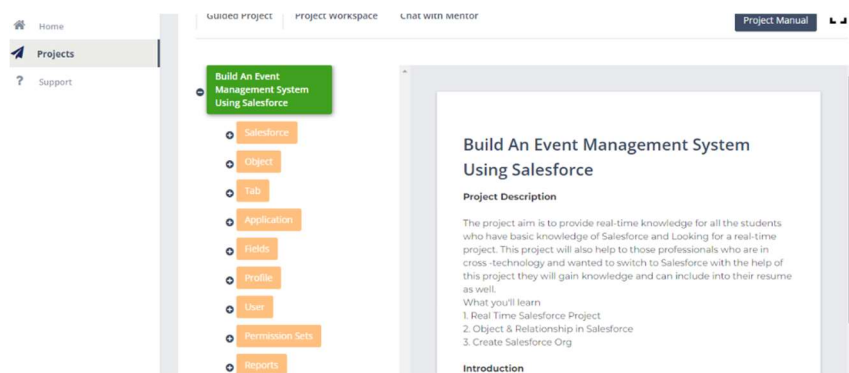 Guided Project
Project Workspace
Chat with Mentor
Project Manual
Home
Projects
? Support
Build An Event
Management System
Using Salesforce
Salesforce
Object
Tab
Application
Fields
Profile
User
Permission Sets
Reports
Build An Event Management System
Using Salesforce
Project Description
The project aim is to provide real-time knowledge for all the students
who have basic knowledge of Salesforce and Looking for a real-time
project. This project will also help to those professionals who are in
cross -technology and wanted to switch to Salesforce with the help of
this project they will gain knowledge and can include into their resume
as well.
What you'll learn
1. Real Time Salesforce Project
2. Object & Relationship in Salesforce
3. Create Salesforce Org
Introduction